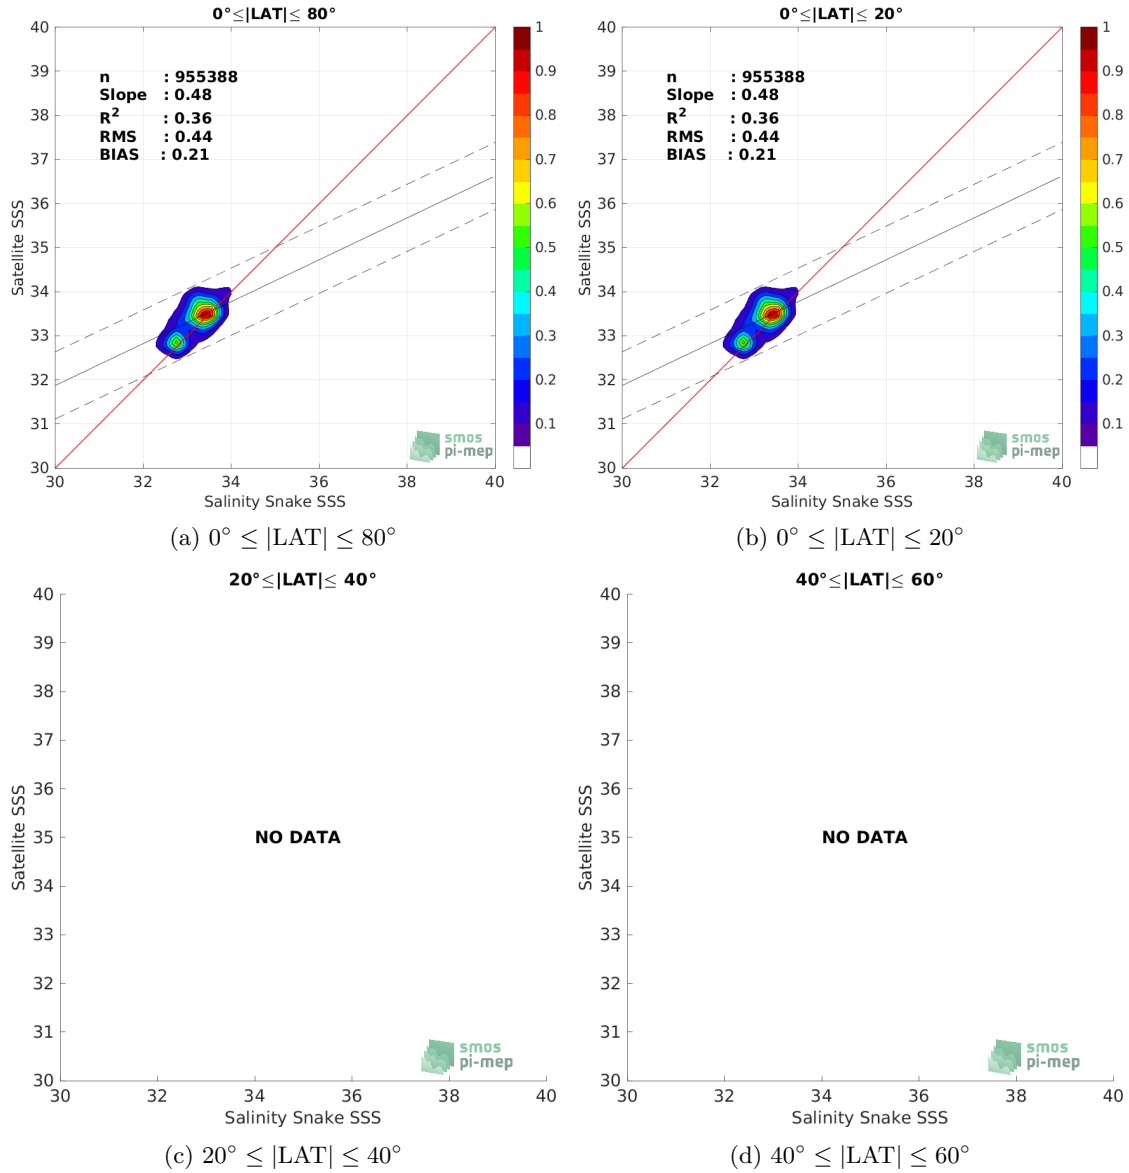 0°≤|LAT|≤ 80°
n : 955388
Slope : 0.48
R² : 0.36
RMS : 0.44
BIAS : 0.21
40
39
38
37
36
35
34
33
32
31
30
Satellite SSS
30 32 34 36 38 40
Salinity Snake SSS
1
0.9
0.8
0.7
0.6
0.5
0.4
0.3
0.2
0.1
smos
pi-mep
(a) 0° ≤ |LAT| ≤ 80°
0°≤|LAT|≤ 20°
n : 955388
Slope : 0.48
R² : 0.36
RMS : 0.44
BIAS : 0.21
40
39
38
37
36
35
34
33
32
31
30
Satellite SSS
30 32 34 36 38 40
Salinity Snake SSS
1
0.9
0.8
0.7
0.6
0.5
0.4
0.3
0.2
0.1
smos
pi-mep
(b) 0° ≤ |LAT| ≤ 20°
20°≤|LAT|≤ 40°
40
39
38
37
36
35
34
33
32
31
30
Satellite SSS
NO DATA
30 32 34 36 38 40
Salinity Snake SSS
smos
pi-mep
(c) 20° ≤ |LAT| ≤ 40°
40°≤|LAT|≤ 60°
40
39
38
37
36
35
34
33
32
31
30
Satellite SSS
NO DATA
30 32 34 36 38 40
Salinity Snake SSS
smos
pi-mep
(d) 40° ≤ |LAT| ≤ 60°